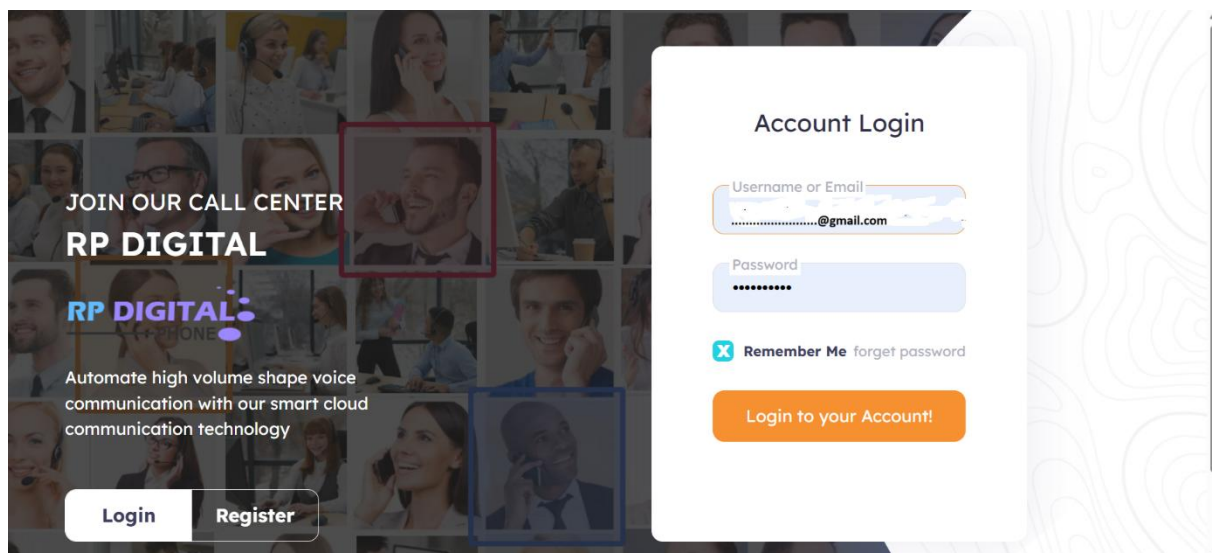 JOIN OUR CALL CENTER
RP DIGITAL
RP DIGITAL
PHONE
Automate high volume shape voice
communication with our smart cloud
communication technology
Login Register
Account Login
Username or Email
........................@gmail.com
Password
••••••••••
X Remember Me forget password
Login to your Account!